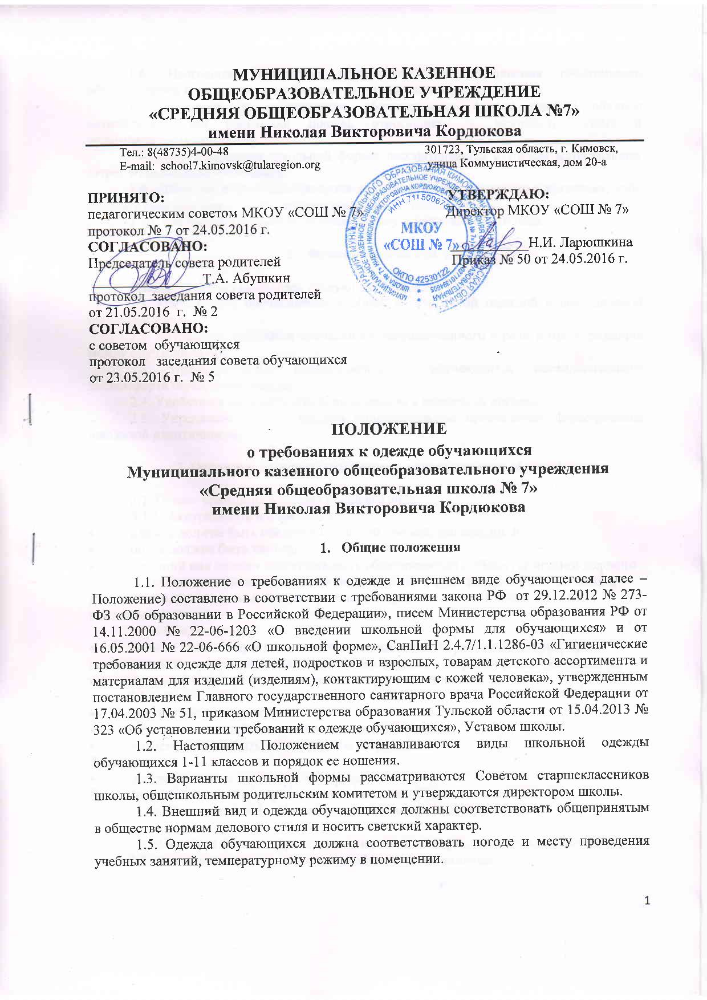 МУНИЦИПАЛЬНОЕ КАЗЕННОЕ
ОБЩЕОБРАЗОВАТЕЛЬНОЕ УЧРЕЖДЕНИЕ
«СРЕДНЯЯ ОБЩЕОБРАЗОВАТЕЛЬНАЯ ШКОЛА №7»
имени Николая Викторовича Кордюкова
Тел.: 8(48735)4-00-48
E-mail: school7.kimovsk@tularegion.org
301723, Тульская область, г. Кимовск,
улица Коммунистическая, дом 20-а
ПРИНЯТО:
педагогическим советом МКОУ «СОШ № 7»
протокол № 7 от 24.05.2016 г.
СОГЛАСОВАНО:
Председатель совета родителей
Т.А. Абушкин
протокол заседания совета родителей
от 21.05.2016 г. № 2
СОГЛАСОВАНО:
с советом обучающихся
протокол заседания совета обучающихся
от 23.05.2016 г. № 5
УТВЕРЖДАЮ:
Директор МКОУ «СОШ № 7»
Н.И. Ларюшкина
Приказ № 50 от 24.05.2016 г.
МКОУ
«СОШ № 7»
ОКПО 42530122
ПОЛОЖЕНИЕ
о требованиях к одежде обучающихся
Муниципального казенного общеобразовательного учреждения
«Средняя общеобразовательная школа № 7»
имени Николая Викторовича Кордюкова
1. Общие положения
1.1. Положение о требованиях к одежде и внешнем виде обучающегося далее –
Положение) составлено в соответствии с требованиями закона РФ от 29.12.2012 № 273-
ФЗ «Об образовании в Российской Федерации», писем Министерства образования РФ от
14.11.2000 № 22-06-1203 «О введении школьной формы для обучающихся» и от
16.05.2001 № 22-06-666 «О школьной форме», СанПиН 2.4.7/1.1.1286-03 «Гигиенические
требования к одежде для детей, подростков и взрослых, товарам детского ассортимента и
материалам для изделий (изделиям), контактирующим с кожей человека», утвержденным
постановлением Главного государственного санитарного врача Российской Федерации от
17.04.2003 № 51, приказом Министерства образования Тульской области от 15.04.2013 №
323 «Об установлении требований к одежде обучающихся», Уставом школы.
1.2. Настоящим Положением устанавливаются виды школьной одежды
обучающихся 1-11 классов и порядок ее ношения.
1.3. Варианты школьной формы рассматриваются Советом старшеклассников
школы, общешкольным родительским комитетом и утверждаются директором школы.
1.4. Внешний вид и одежда обучающихся должны соответствовать общепринятым
в обществе нормам делового стиля и носить светский характер.
1.5. Одежда обучающихся должна соответствовать погоде и месту проведения
учебных занятий, температурному режиму в помещении.
1